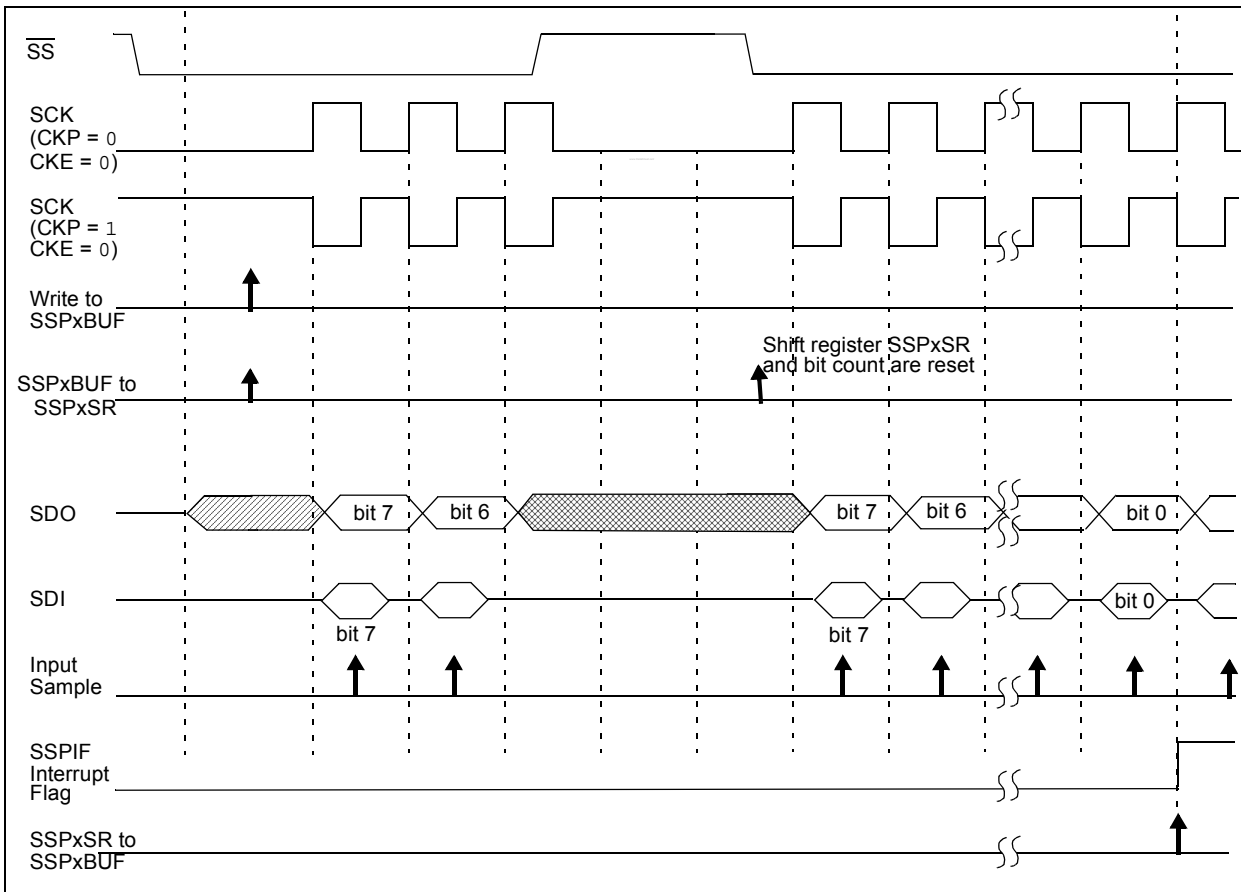 SS
SCK
(CKP = 0
CKE = 0)
SCK
(CKP = 1
CKE = 0)
Write to
SSPxBUF
Shift register SSPxSR
and bit count are reset
SSPxBUF to
SSPxSR
SDO
bit 7
bit 6
bit 7
bit 6
bit 0
SDI
bit 0
bit 7
bit 7
Input
Sample
SSPIF
Interrupt
Flag
SSPxSR to
SSPxBUF